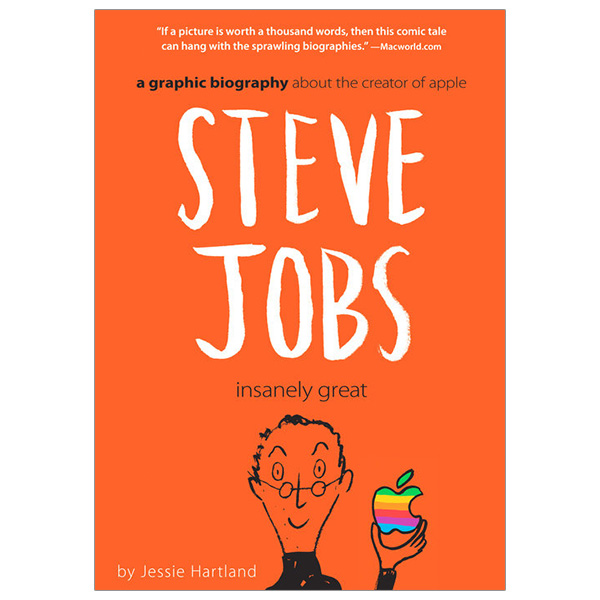 “If a picture is worth a thousand words, then this comic tale
can hang with the sprawling biographies.” —Macworld.com
a graphic biography about the creator of apple
STEVE
JOBS
insanely great
by Jessie Hartland